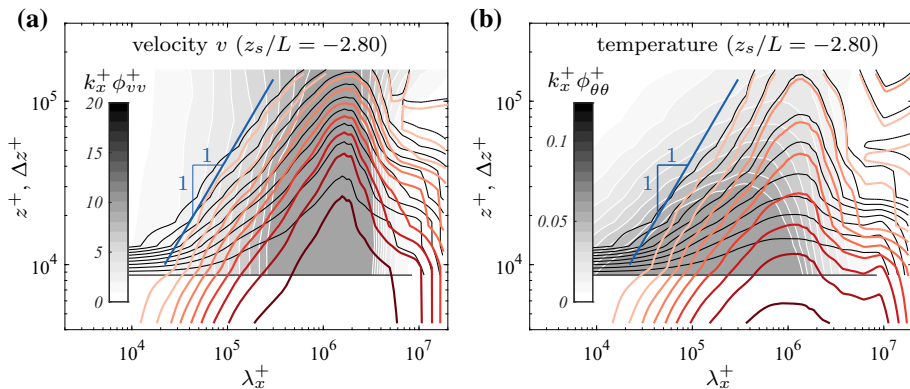 (a)
velocity v (z_s/L = −2.80)
k_x^+ ϕ_vv^+
20
15
10
5
0
1
1
10^5
10^4
z^+, Δz^+
10^4 10^5 10^6 10^7
λ_x^+
(b)
temperature (z_s/L = −2.80)
k_x^+ ϕ_θθ^+
0.1
0.05
0
1
1
10^5
10^4
z^+, Δz^+
10^4 10^5 10^6 10^7
λ_x^+